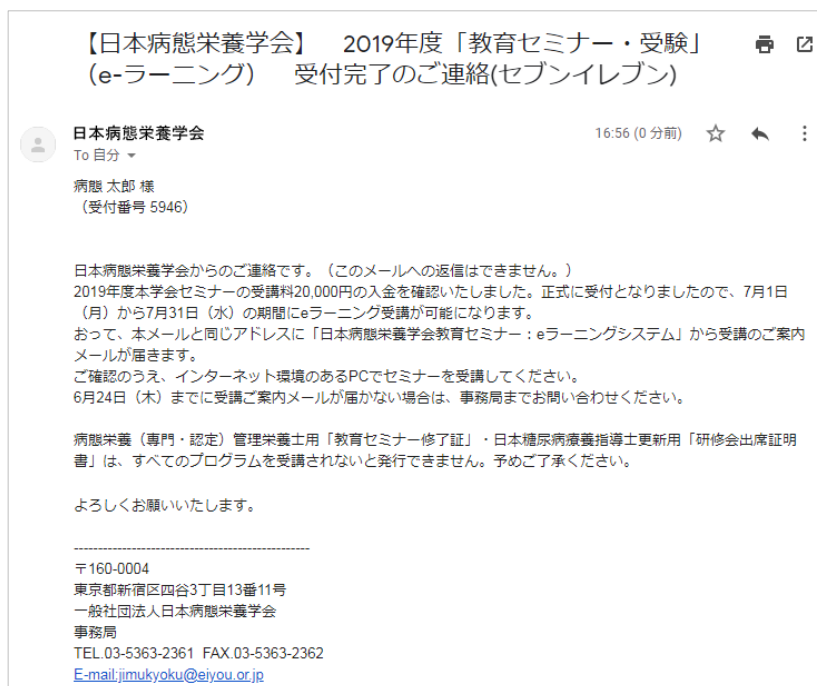 【日本病態栄養学会】　2019年度「教育セミナー・受験」
（e-ラーニング）　受付完了のご連絡(セブンイレブン)
日本病態栄養学会
16:56 (0 分前)
To 自分
病態 太郎 様
（受付番号 5946）
日本病態栄養学会からのご連絡です。（このメールへの返信はできません。）
2019年度本学会セミナーの受講料20,000円の入金を確認いたしました。正式に受付となりましたので、7月1日
（月）から7月31日（水）の期間にeラーニング受講が可能になります。
おって、本メールと同じアドレスに「日本病態栄養学会教育セミナー：eラーニングシステム」から受講のご案内
メールが届きます。
ご確認のうえ、インターネット環境のあるPCでセミナーを受講してください。
6月24日（木）までに受講ご案内メールが届かない場合は、事務局までお問い合わせください。
病態栄養（専門・認定）管理栄養士用「教育セミナー修了証」・日本糖尿病療養指導士更新用「研修会出席証明
書」は、すべてのプログラムを受講されないと発行できません。予めご了承ください。
よろしくお願いいたします。
-------------------------------------------------
〒160-0004
東京都新宿区四谷3丁目13番11号
一般社団法人日本病態栄養学会
事務局
TEL.03-5363-2361 FAX.03-5363-2362
E-mail:jimukyoku@eiyou.or.jp